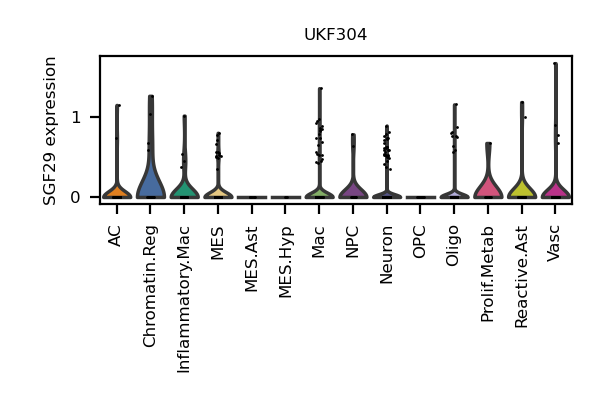 UKF304
SGF29 expression
1
0
AC
Chromatin.Reg
Inflammatory.Mac
MES
MES.Ast
MES.Hyp
Mac
NPC
Neuron
OPC
Oligo
Prolif.Metab
Reactive.Ast
Vasc